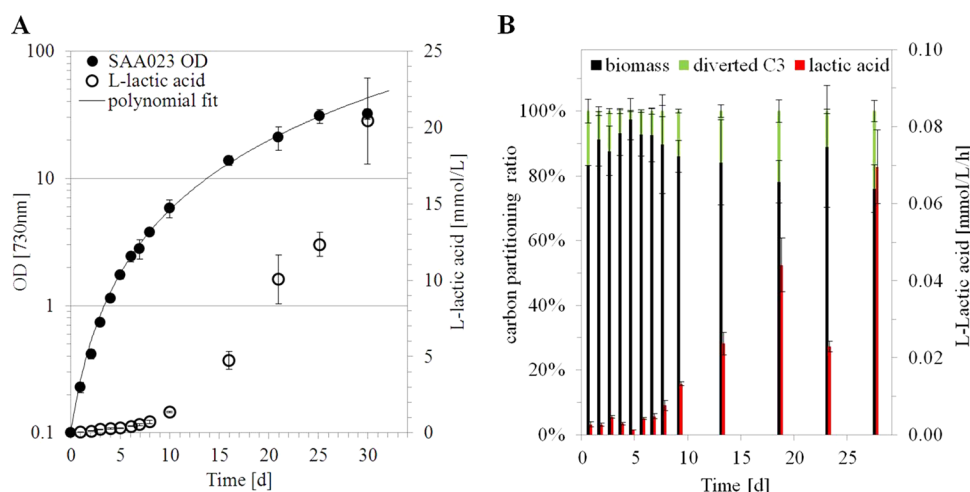 A
SAA023 OD
L-lactic acid
polynomial fit
OD [730nm]
100
10
1
0.1
25
20
15
10
5
0
L-lactic acid [mmol/L]
0 5 10 15 20 25 30
Time [d]
B
biomass diverted C3 lactic acid
carbon partitioning ratio
100%
80%
60%
40%
20%
0%
0.10
0.08
0.06
0.04
0.02
0.00
L-Lactic acid [mmol/L/h]
0 5 10 15 20 25
Time [d]